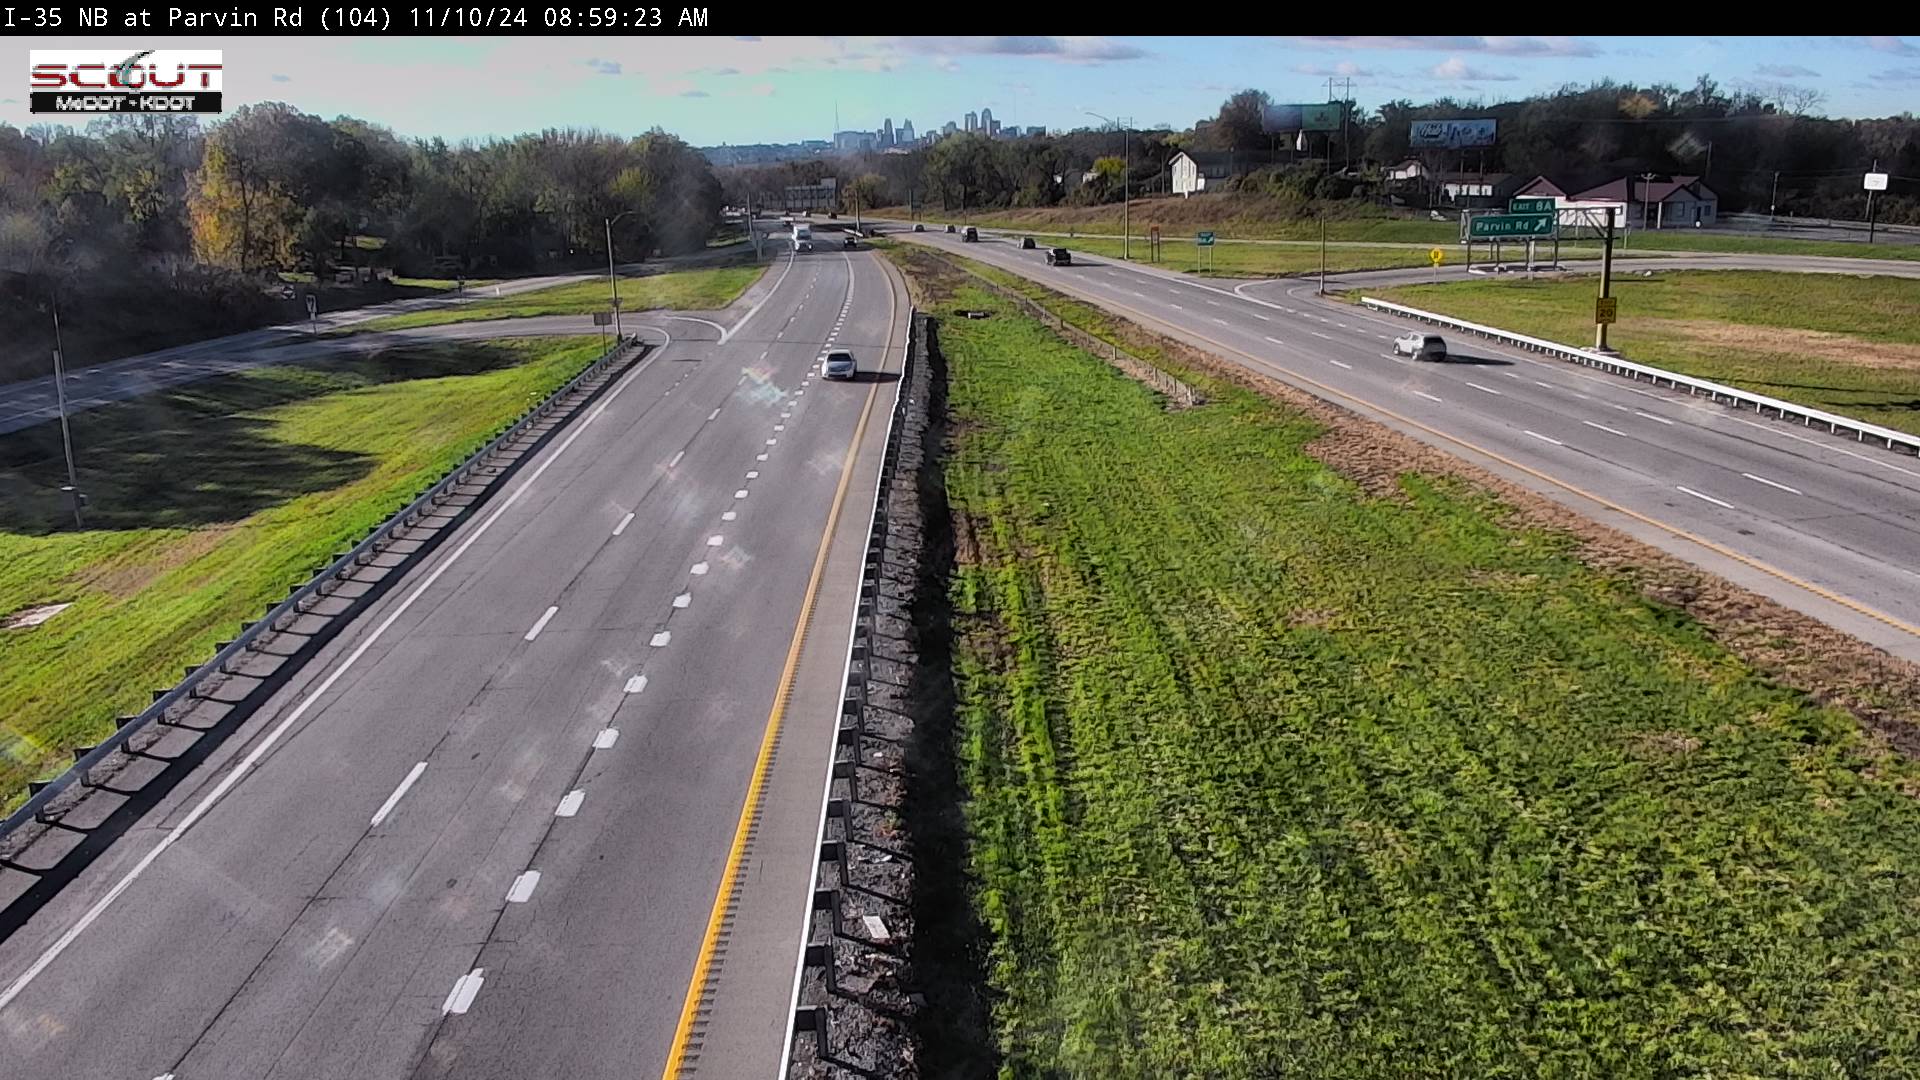 I-35 NB at Parvin Rd (104) 11/10/24 08:59:23 AM
SCOUT
MoDOT - KDOT
EXIT 8A
Parvin Rd
20